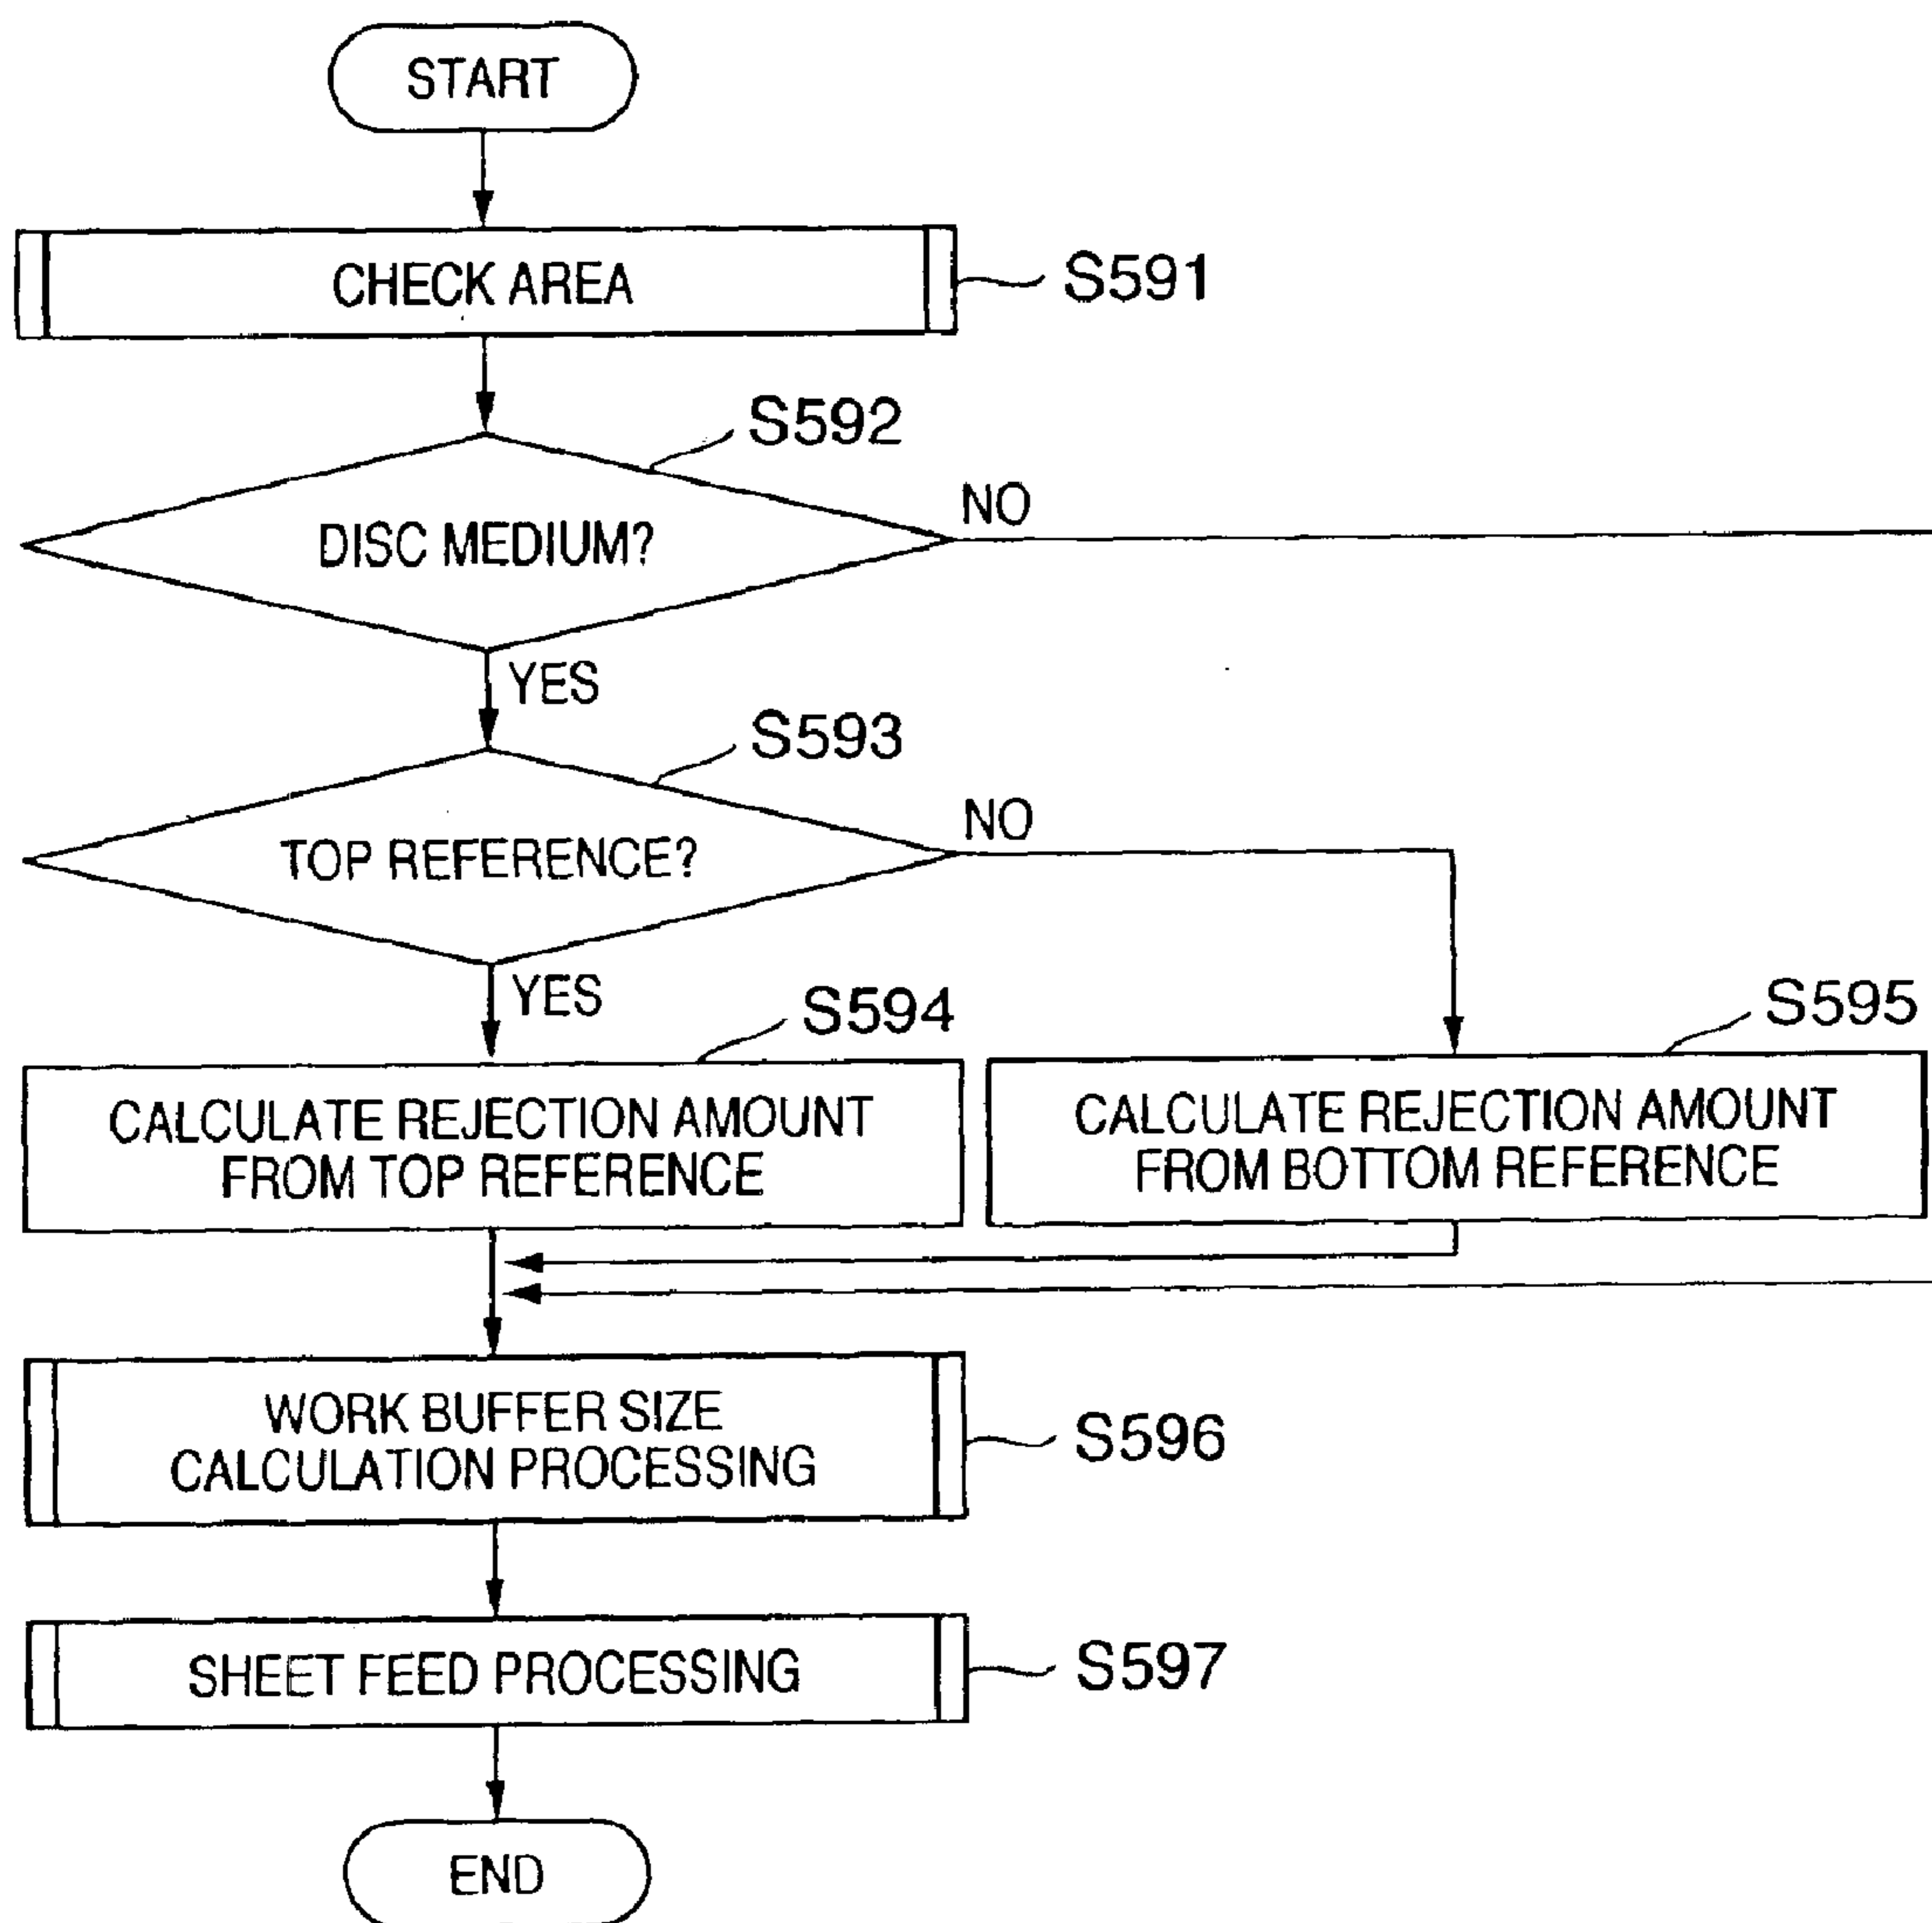 START
CHECK AREA
S591
S592
DISC MEDIUM?
NO
YES
S593
TOP REFERENCE?
NO
YES
S594
S595
CALCULATE REJECTION AMOUNT
FROM TOP REFERENCE
CALCULATE REJECTION AMOUNT
FROM BOTTOM REFERENCE
WORK BUFFER SIZE
CALCULATION PROCESSING
S596
SHEET FEED PROCESSING
S597
END